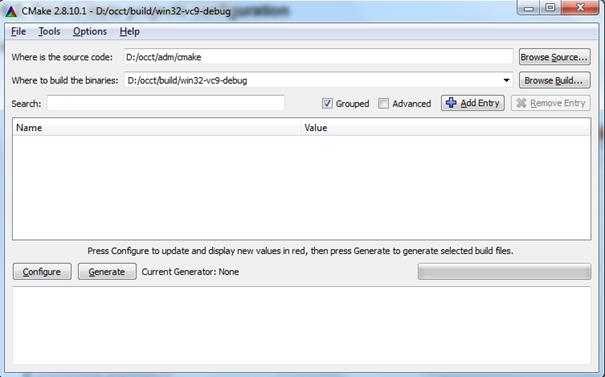 CMake 2.8.10.1 - D:/occt/build/win32-vc9-debug
File Tools Options Help
Where is the source code: D:/occt/adm/cmake Browse Source...
Where to build the binaries: D:/occt/build/win32-vc9-debug Browse Build...
Search: Grouped Advanced Add Entry Remove Entry
Name Value
Press Configure to update and display new values in red, then press Generate to generate selected build files.
Configure Generate Current Generator: None